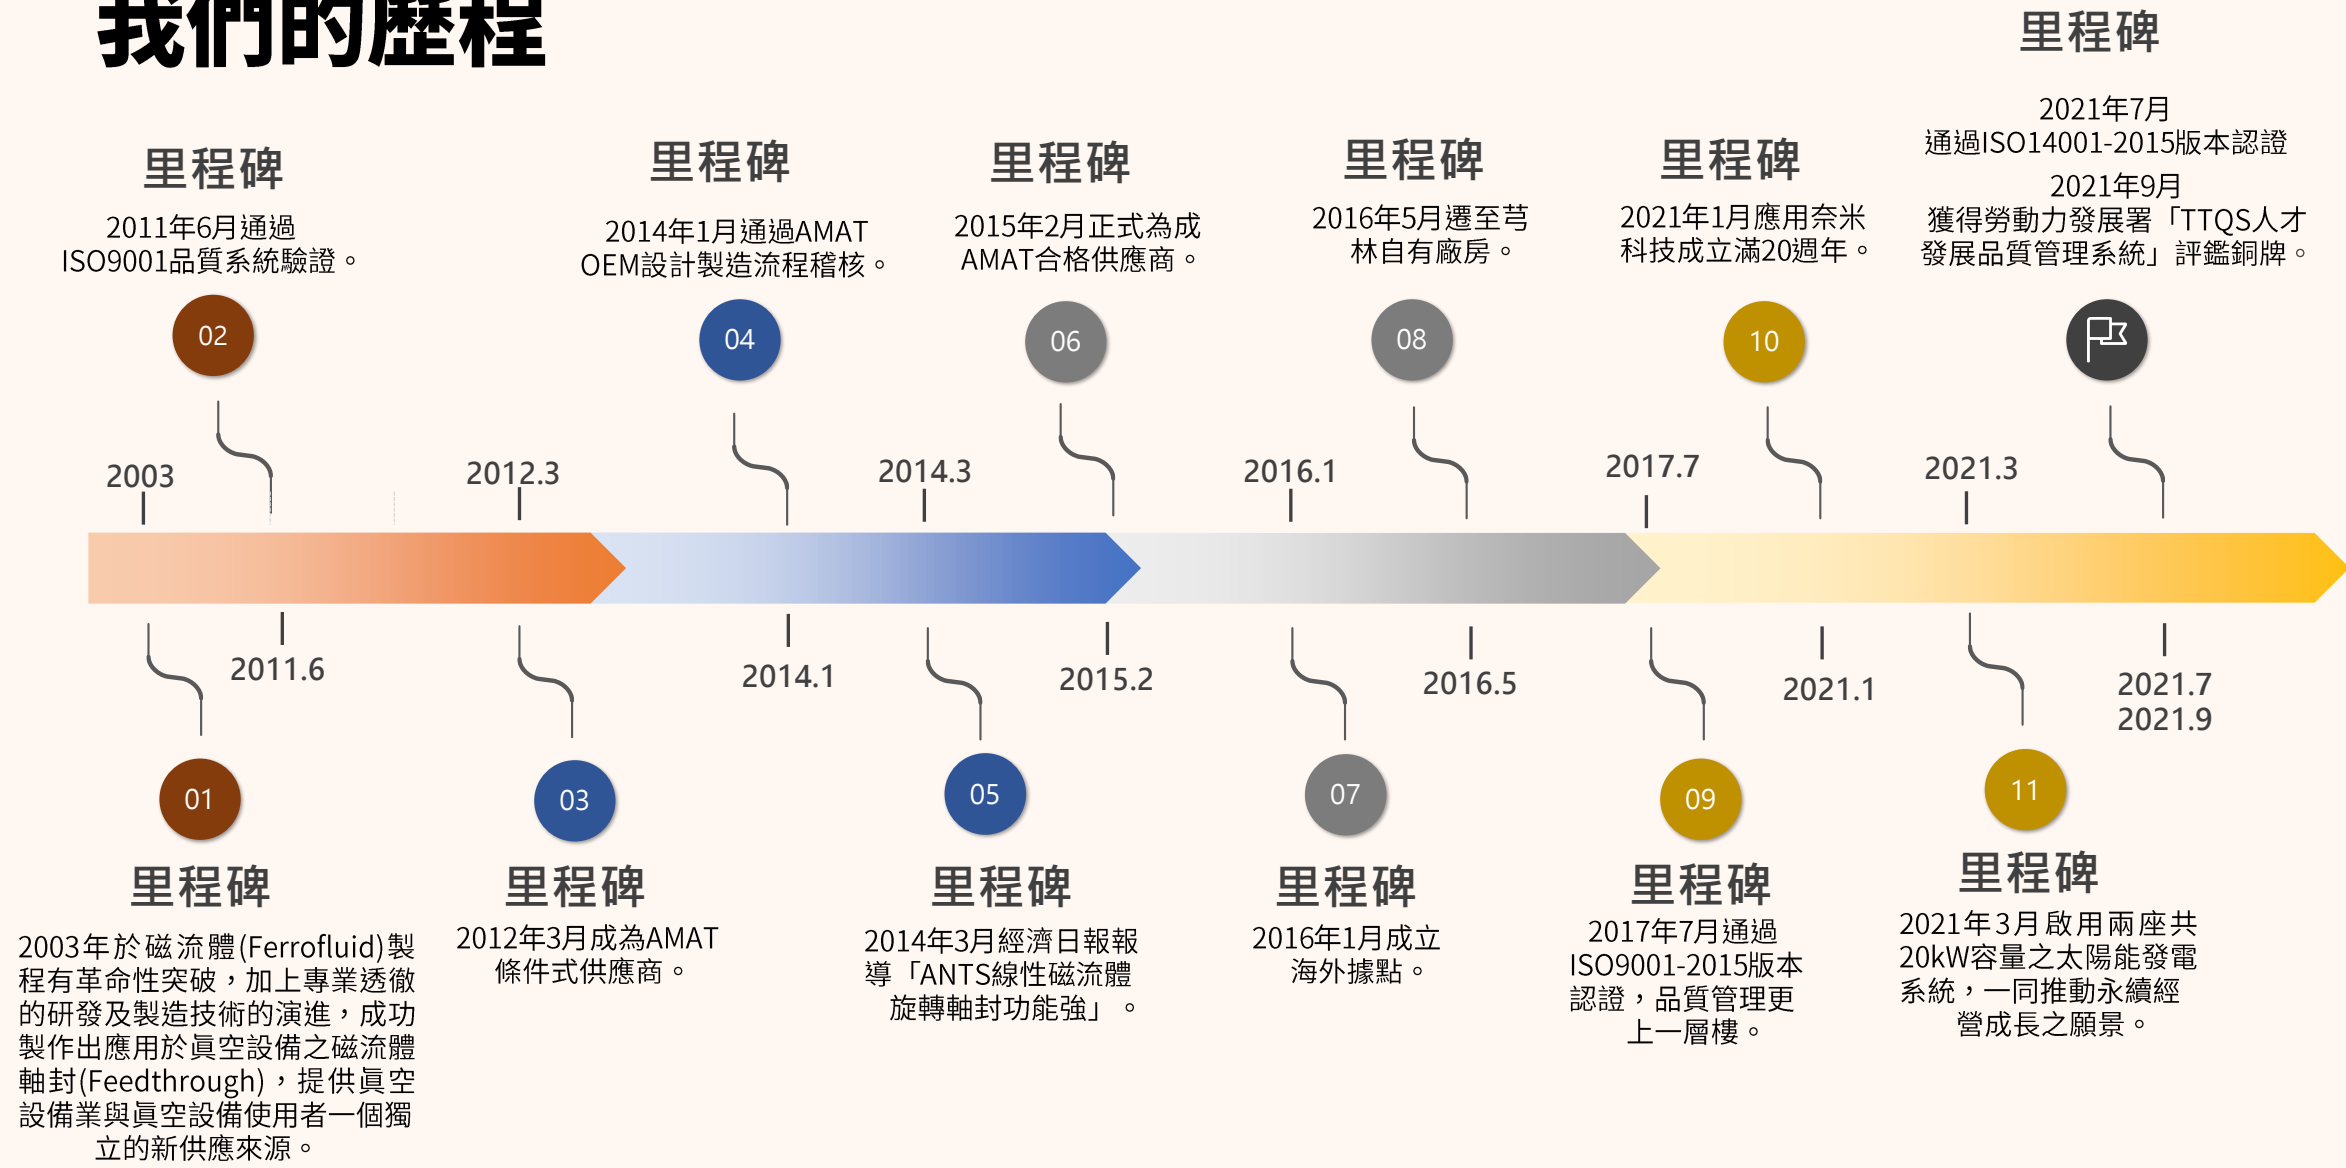 我們的歷程
里程碑
2011年6月通過
ISO9001品質系統驗證。
02
里程碑
2014年1月通過AMAT
OEM設計製造流程稽核。
04
里程碑
2015年2月正式為成
AMAT合格供應商。
06
里程碑
2016年5月遷至芎
林自有廠房。
08
里程碑
2021年1月應用奈米
科技成立滿20週年。
10
里程碑
2021年7月
通過ISO14001-2015版本認證
2021年9月
獲得勞動力發展署「TTQS人才
發展品質管理系統」評鑑銅牌。
2003
2012.3
2014.3
2016.1
2017.7
2021.3
2011.6
2014.1
2015.2
2016.5
2021.1
2021.7
2021.9
01
里程碑
2003年於磁流體(Ferrofluid)製
程有革命性突破，加上專業透徹
的研發及製造技術的演進，成功
製作出應用於真空設備之磁流體
軸封(Feedthrough)，提供真空
設備業與真空設備使用者一個獨
立的新供應來源。
03
里程碑
2012年3月成為AMAT
條件式供應商。
05
里程碑
2014年3月經濟日報報
導「ANTS線性磁流體
旋轉軸封功能強」。
07
里程碑
2016年1月成立
海外據點。
09
里程碑
2017年7月通過
ISO9001-2015版本
認證，品質管理更
上一層樓。
11
里程碑
2021年3月啟用兩座共
20kW容量之太陽能發電
系統，一同推動永續經
營成長之願景。